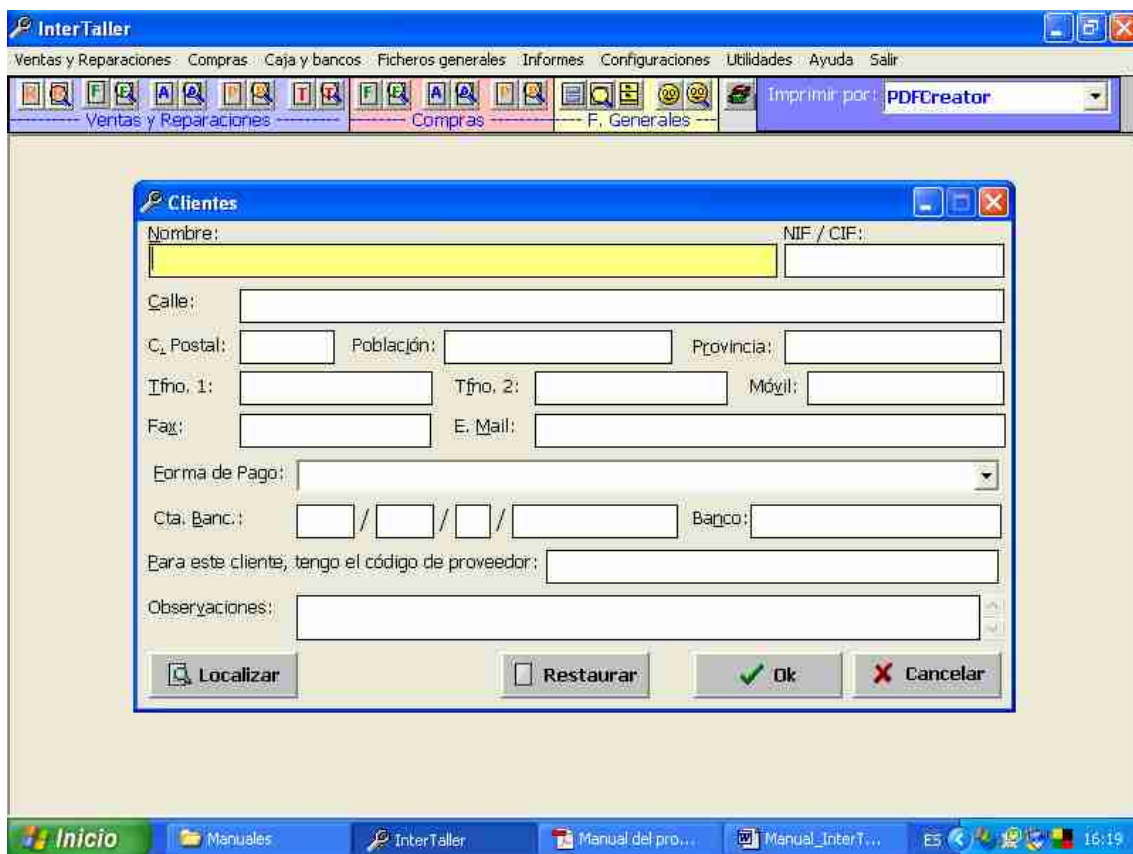 InterTaller
Ventas y Reparaciones Compras Caja y bancos Ficheros generales Informes Configuraciones Utilidades Ayuda Salir
R R F F A A P P T T F F A A P P Imprimir por: PDFCreator
Ventas y Reparaciones Compras F. Generales
Clientes
Nombre: NIF / CIF:
Calle:
C. Postal: Población: Provincia:
Tfno. 1: Tfno. 2: Móvil:
Fax: E. Mail:
Forma de Pago:
Cta. Banc.: / / / Banco:
Para este cliente, tengo el código de proveedor:
Observaciones:
Localizar Restaurar Ok Cancelar
Inicio Manuales InterTaller Manual del pro... Manual_InterT... ES 16:19